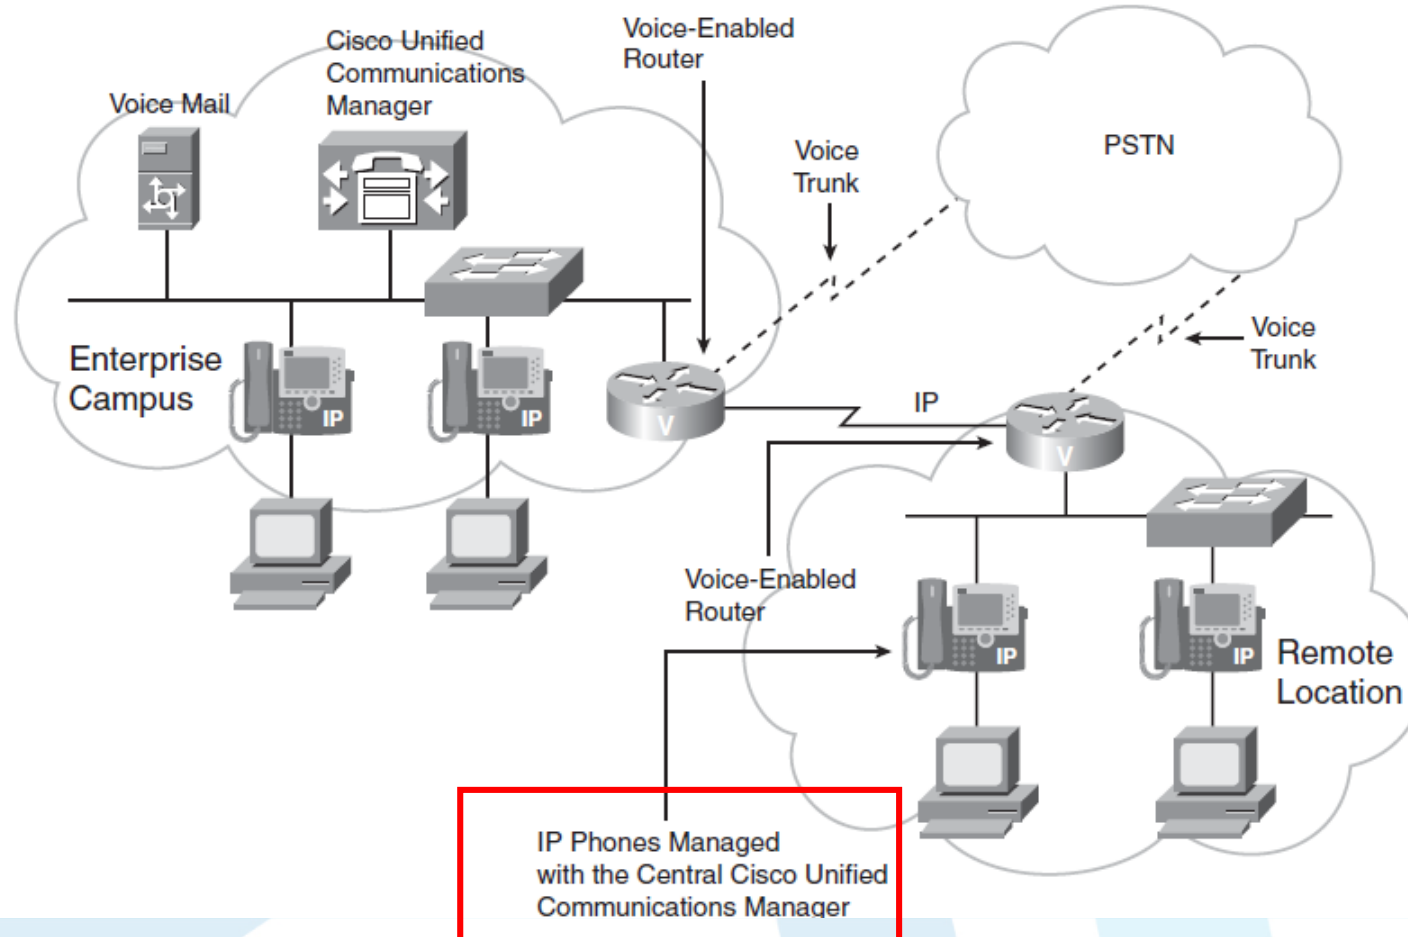 Cisco Unified
Communications
Manager
Voice-Enabled
Router
Voice Mail
Voice
Trunk
PSTN
Voice
Trunk
Enterprise
Campus
IP
IP
V
IP
V
Voice-Enabled
Router
IP
IP
Remote
Location
IP Phones Managed
with the Central Cisco Unified
Communications Manager